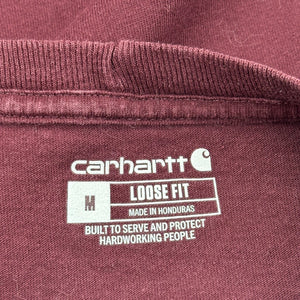 carhartt
M LOOSE FIT
MADE IN HONDURAS
BUILT TO SERVE AND PROTECT
HARDWORKING PEOPLE